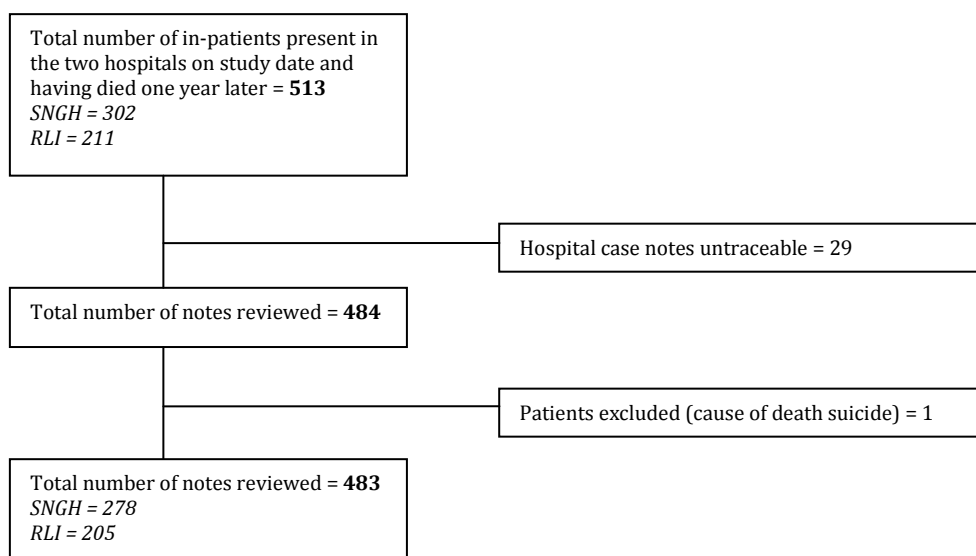 Total number of in-patients present in
the two hospitals on study date and
having died one year later = 513
SNGH = 302
RLI = 211
Hospital case notes untraceable = 29
Total number of notes reviewed = 484
Patients excluded (cause of death suicide) = 1
Total number of notes reviewed = 483
SNGH = 278
RLI = 205